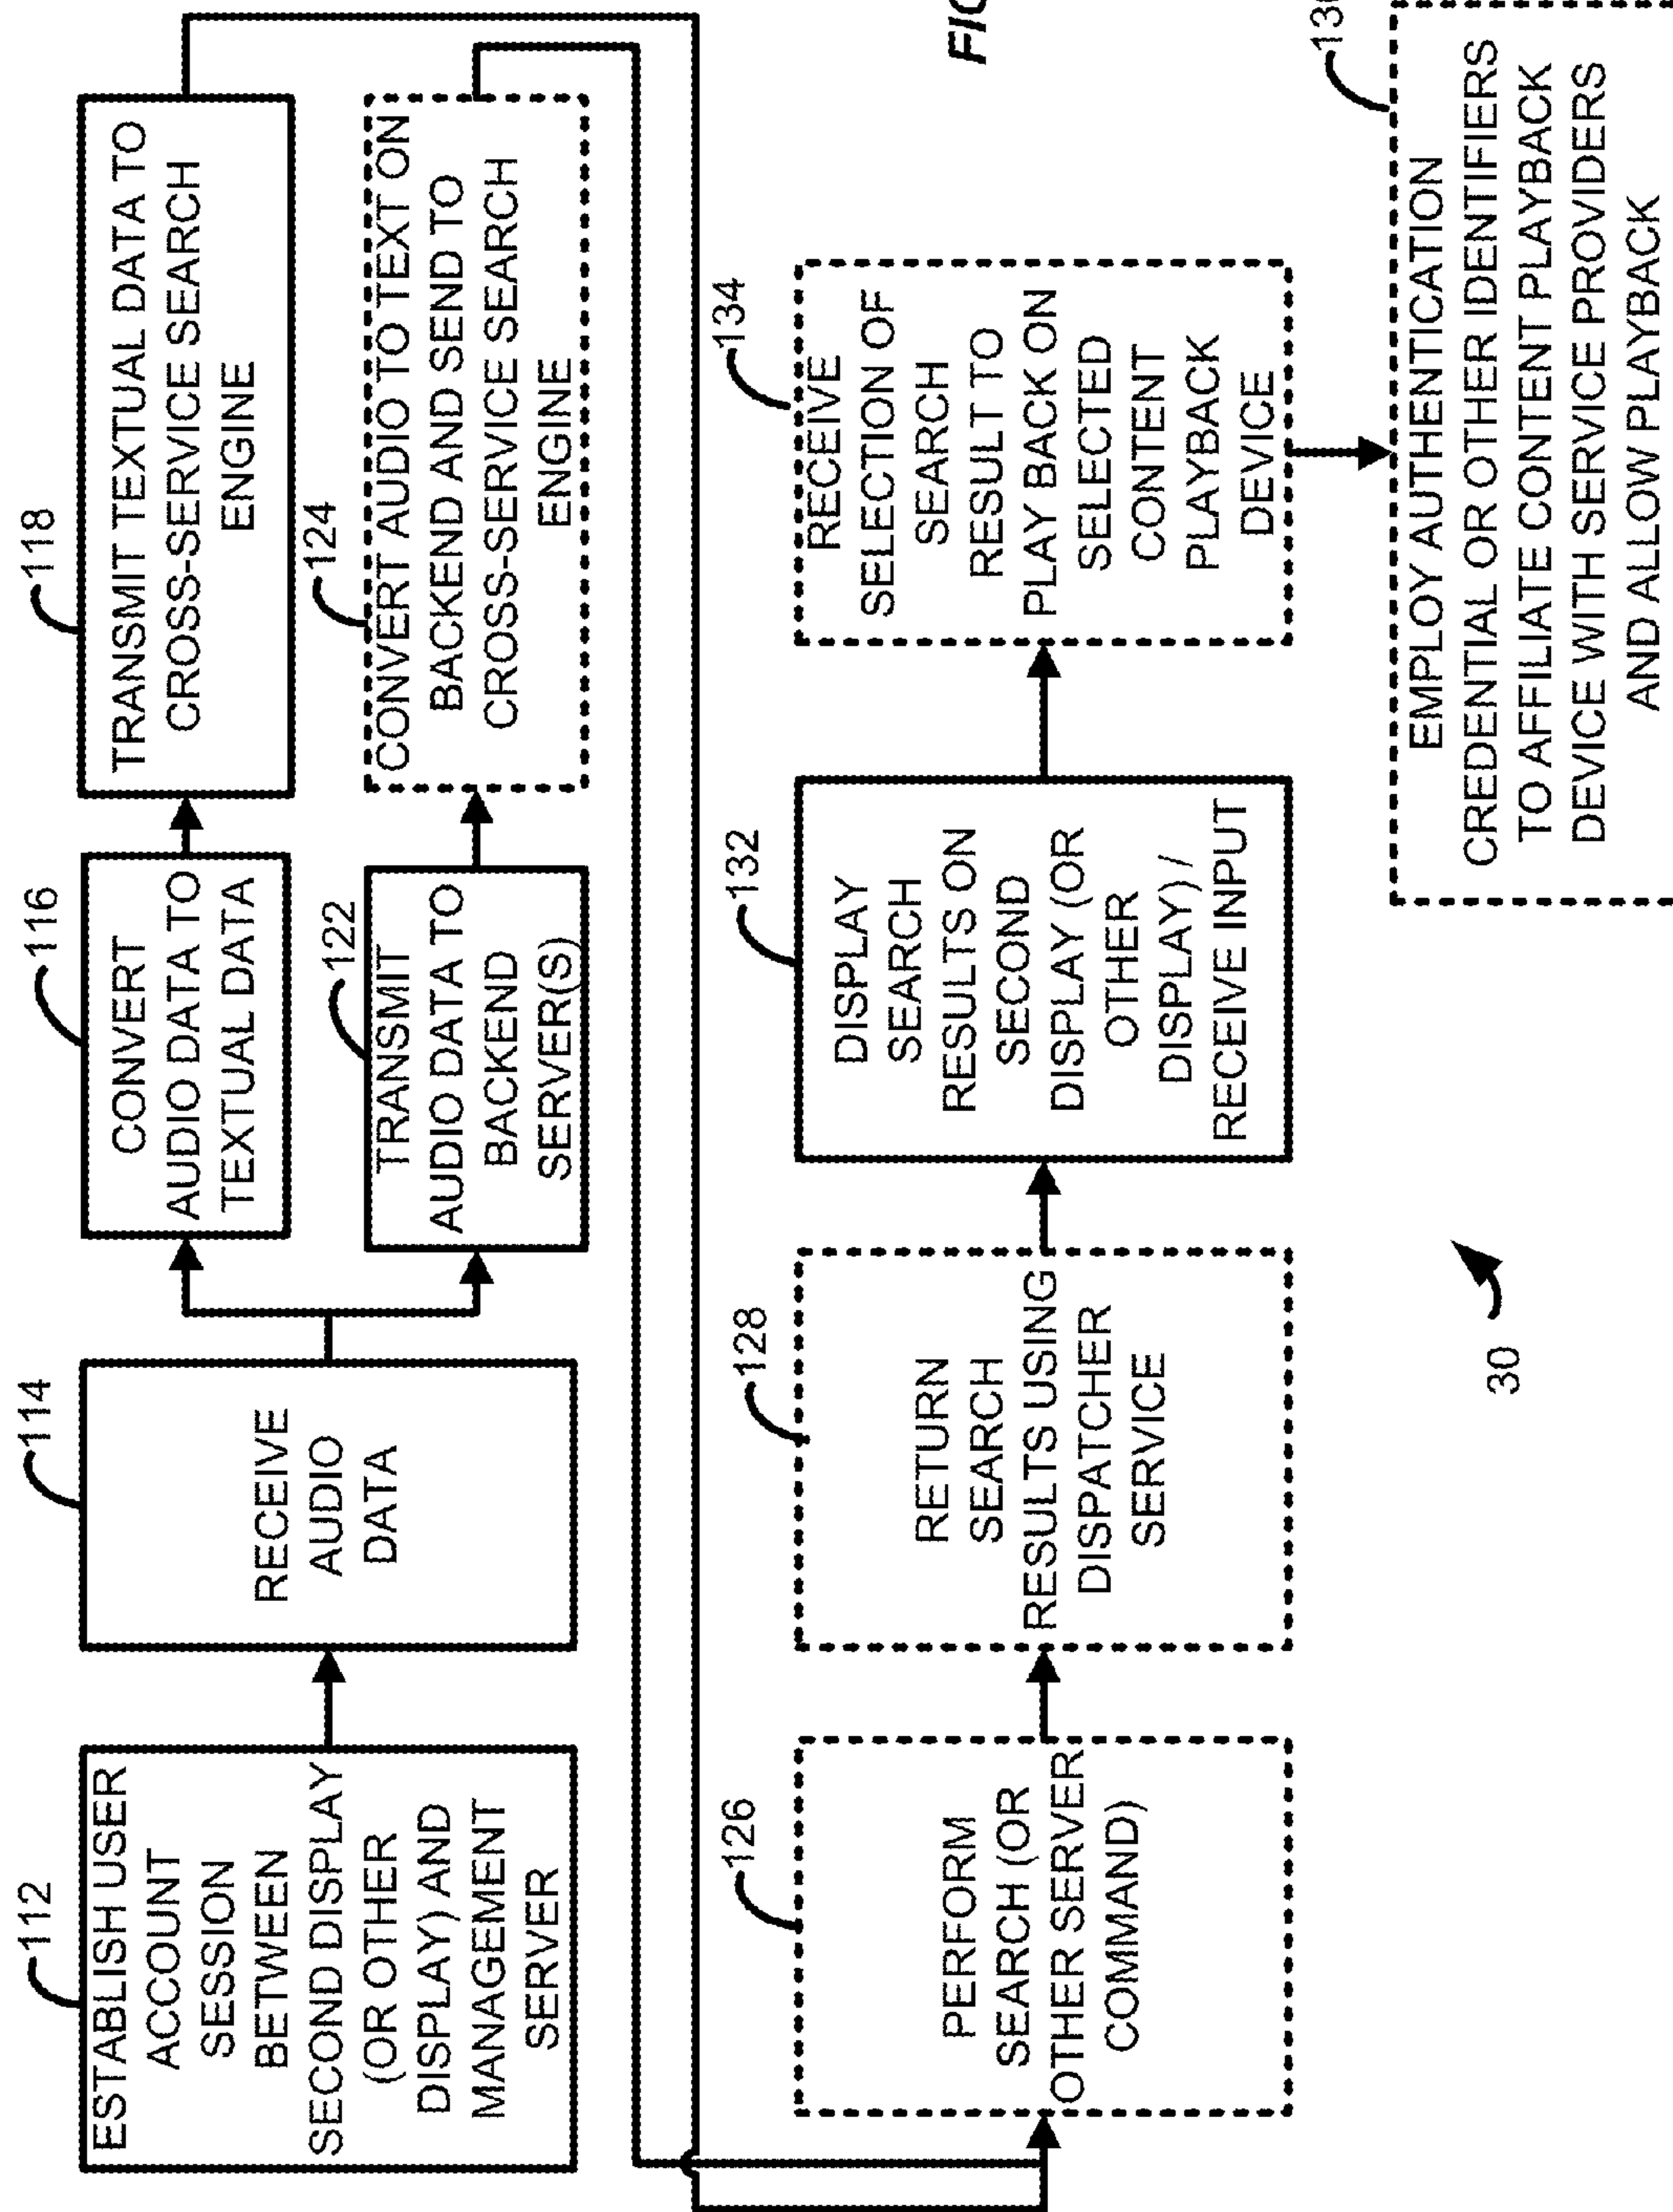 112
ESTABLISH USER
ACCOUNT
SESSION
BETWEEN
SECOND DISPLAY
(OR OTHER
DISPLAY) AND
MANAGEMENT
SERVER
114
RECEIVE
AUDIO
DATA
116
CONVERT
AUDIO DATA TO
TEXTUAL DATA
118
TRANSMIT TEXTUAL DATA TO
CROSS-SERVICE SEARCH
ENGINE
122
TRANSMIT
AUDIO DATA TO
BACKEND
SERVER(S)
124
CONVERT AUDIO TO TEXT ON
BACKEND AND SEND TO
CROSS-SERVICE SEARCH
ENGINE
126
PERFORM
SEARCH (OR
OTHER SERVER
COMMAND)
128
RETURN
SEARCH
RESULTS USING
DISPATCHER
SERVICE
132
DISPLAY
SEARCH
RESULTS ON
SECOND
DISPLAY (OR
OTHER
DISPLAY) /
RECEIVE INPUT
134
RECEIVE
SELECTION OF
SEARCH
RESULT TO
PLAY BACK ON
SELECTED
CONTENT
PLAYBACK
DEVICE
EMPLOY AUTHENTICATION
CREDENTIAL OR OTHER IDENTIFIERS
TO AFFILIATE CONTENT PLAYBACK
DEVICE WITH SERVICE PROVIDERS
AND ALLOW PLAYBACK
30